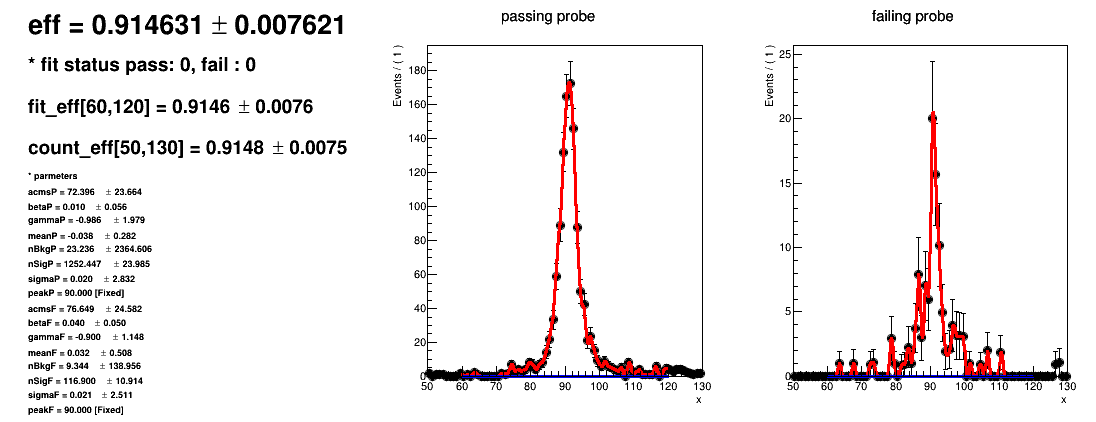 eff = 0.914631 ± 0.007621
* fit status pass: 0, fail : 0
fit_eff[60,120] = 0.9146 ± 0.0076
count_eff[50,130] = 0.9148 ± 0.0075
* parmeters
acmsP = 72.396 ± 23.664
betaP = 0.010 ± 0.056
gammaP = -0.986 ± 1.979
meanP = -0.038 ± 0.282
nBkgP = 23.236 ± 2364.606
nSigP = 1252.447 ± 23.985
sigmaP = 0.020 ± 2.832
peakP = 90.000 [Fixed]
acmsF = 76.649 ± 24.582
betaF = 0.040 ± 0.050
gammaF = -0.900 ± 1.148
meanF = 0.032 ± 0.508
nBkgF = 9.344 ± 138.956
nSigF = 116.900 ± 10.914
sigmaF = 0.021 ± 2.511
peakF = 90.000 [Fixed]
passing probe
Events / ( 1 )
180
160
140
120
100
80
60
40
20
0
50 60 70 80 90 100 110 120 130
x
failing probe
Events / ( 1 )
25
20
15
10
5
0
50 60 70 80 90 100 110 120 130
x